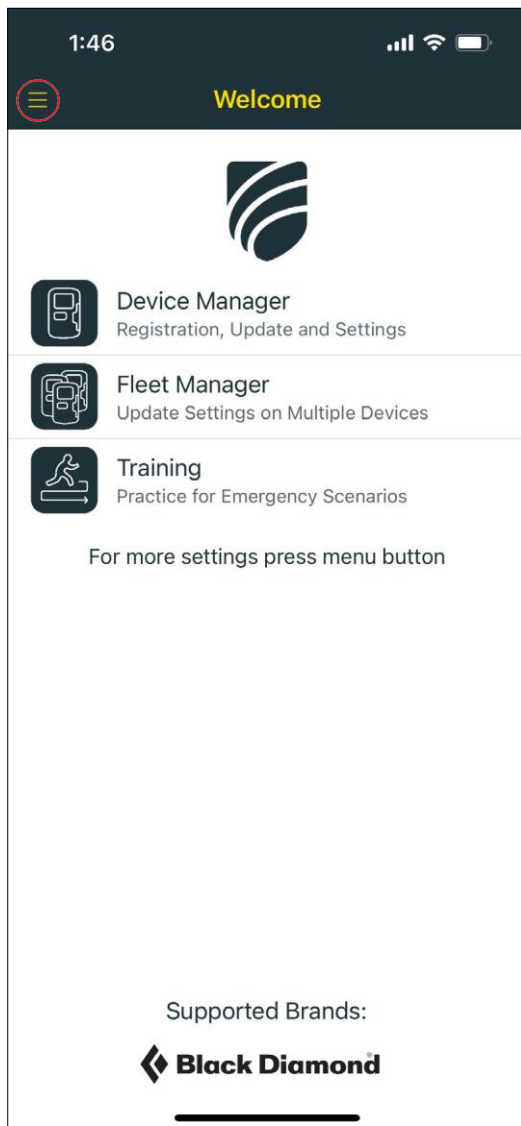 1:46
Welcome
Device Manager
Registration, Update and Settings
Fleet Manager
Update Settings on Multiple Devices
Training
Practice for Emergency Scenarios
For more settings press menu button
Supported Brands:
Black Diamond